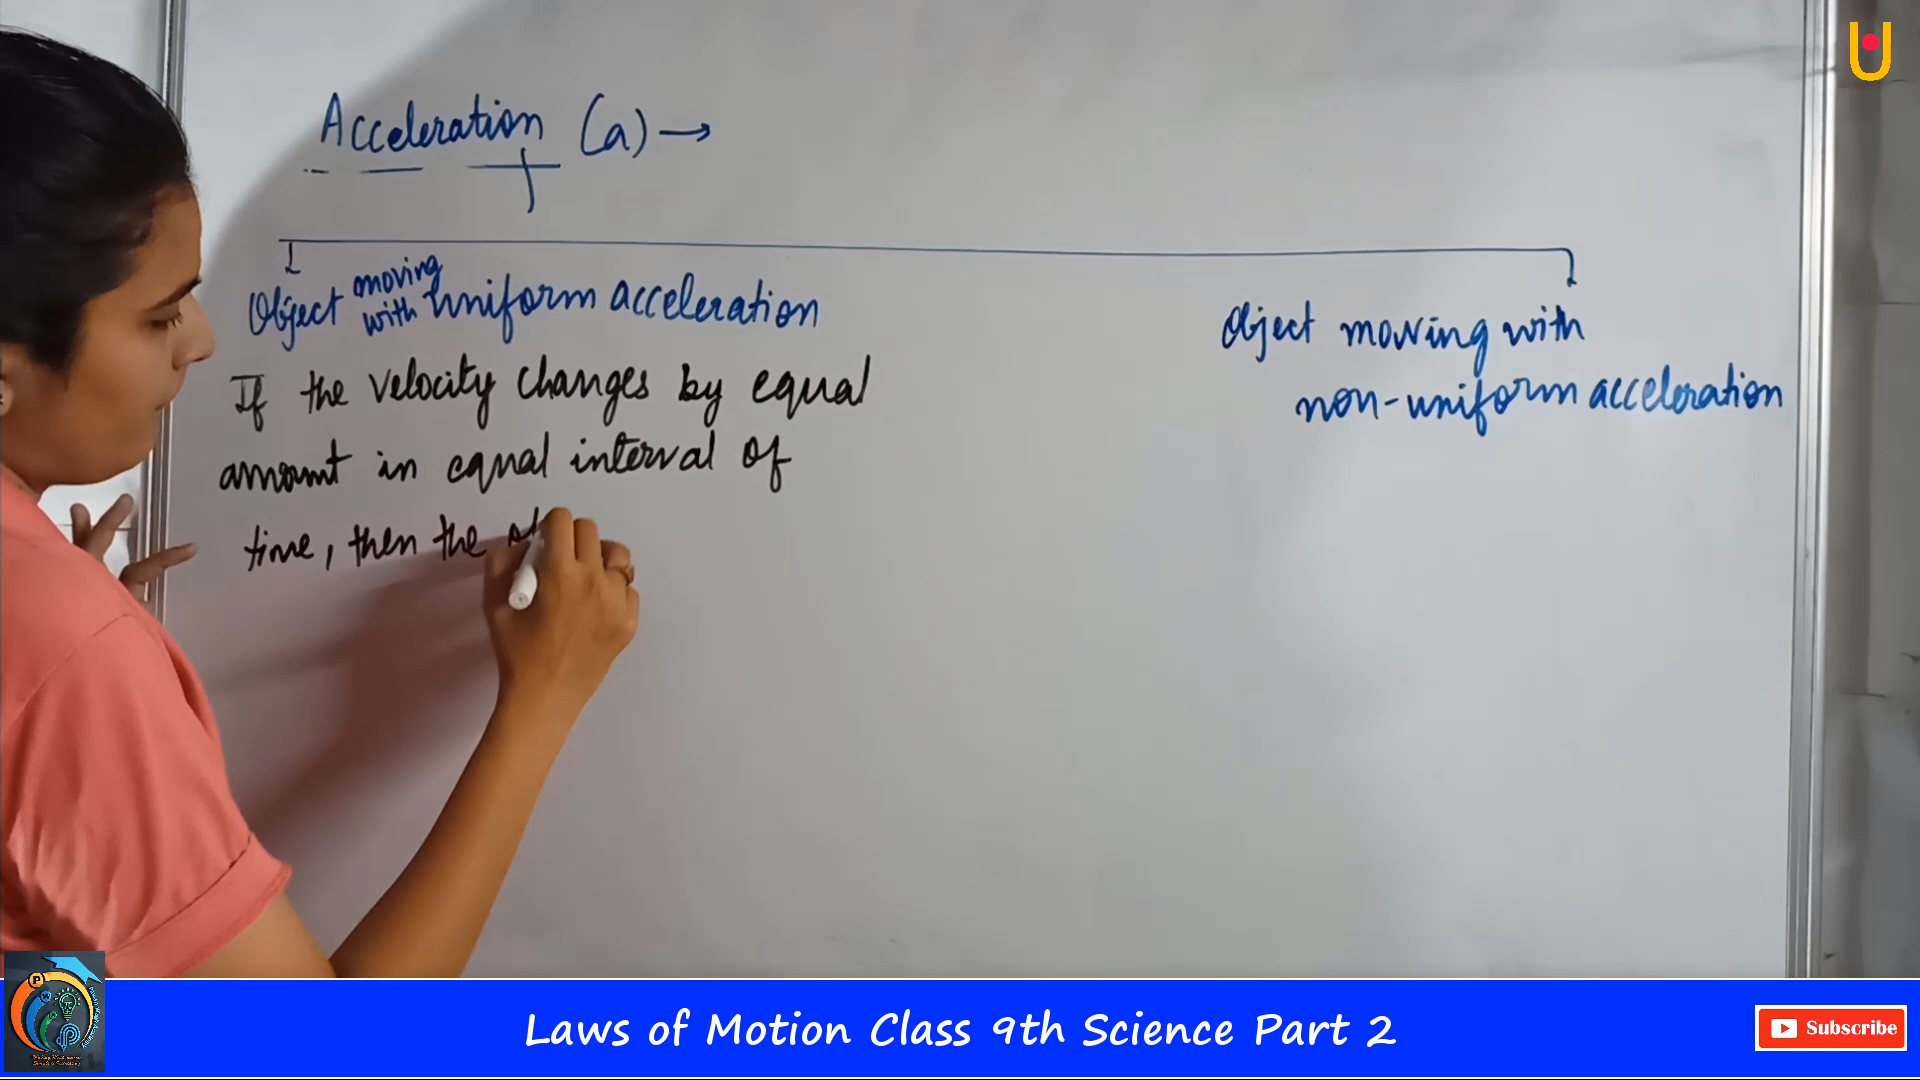 Acceleration (a) →
Object moving with uniform acceleration
If the velocity changes by equal
amount in equal interval of
time, then the
Object moving with
non-uniform acceleration
Laws of Motion Class 9th Science Part 2
Subscribe